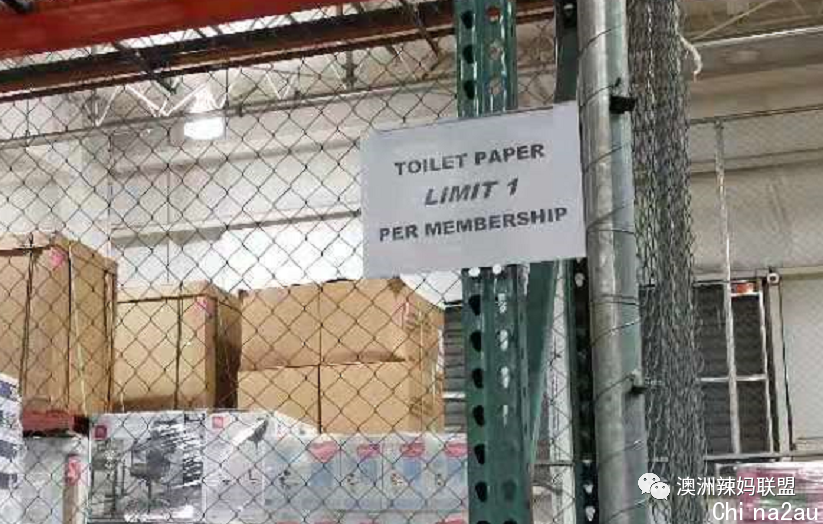 TOILET PAPER
LIMIT 1
PER MEMBERSHIP
澳洲辣妈联盟
Chi na2au